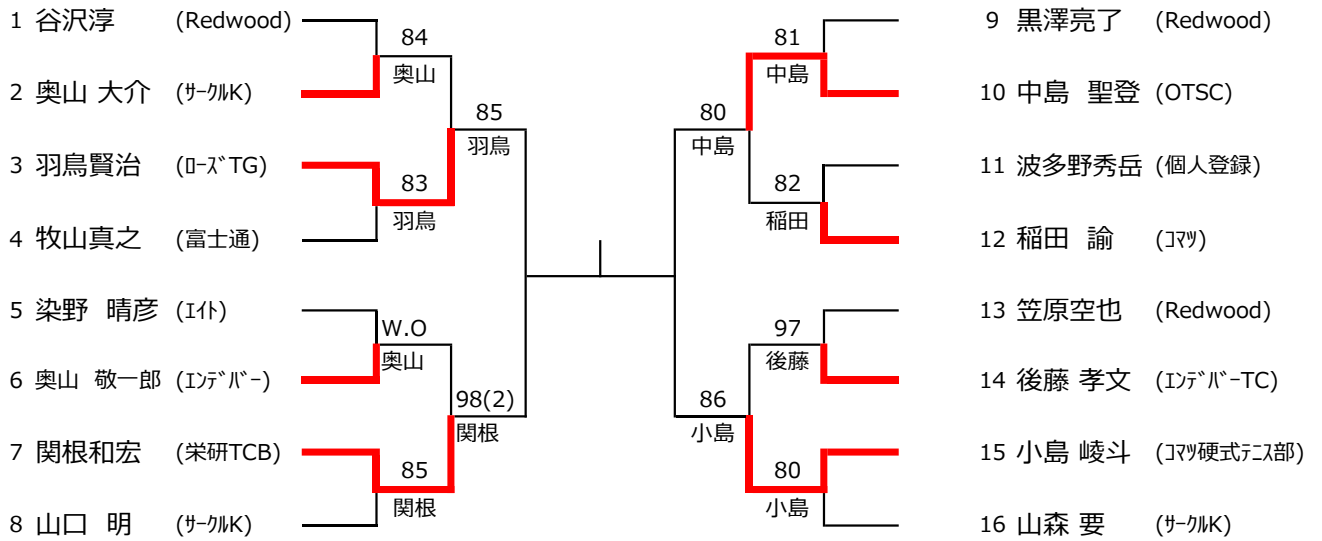 1 谷沢淳 (Redwood)
84
奥山
2 奥山 大介 (ｻｰｸﾙK)
85
羽鳥
3 羽鳥賢治 (ﾛｰｽﾞTG)
83
羽鳥
4 牧山真之 (富士通)
5 染野 晴彦 (ｴｲﾄ)
W.O
奥山
6 奥山 敬一郎 (ｴﾝﾃﾞﾊﾞｰ)
98(2)
関根
7 関根和宏 (栄研TCB)
85
関根
8 山口 明 (ｻｰｸﾙK)
9 黒澤亮了 (Redwood)
81
中島
10 中島 聖登 (OTSC)
80
中島
11 波多野秀岳 (個人登録)
82
稲田
12 稲田 諭 (ｺﾏﾂ)
13 笠原空也 (Redwood)
97
後藤
14 後藤 孝文 (ｴﾝﾃﾞﾊﾞｰTC)
86
小島
15 小島 崚斗 (ｺﾏﾂ硬式ﾃﾆｽ部)
80
小島
16 山森 要 (ｻｰｸﾙK)